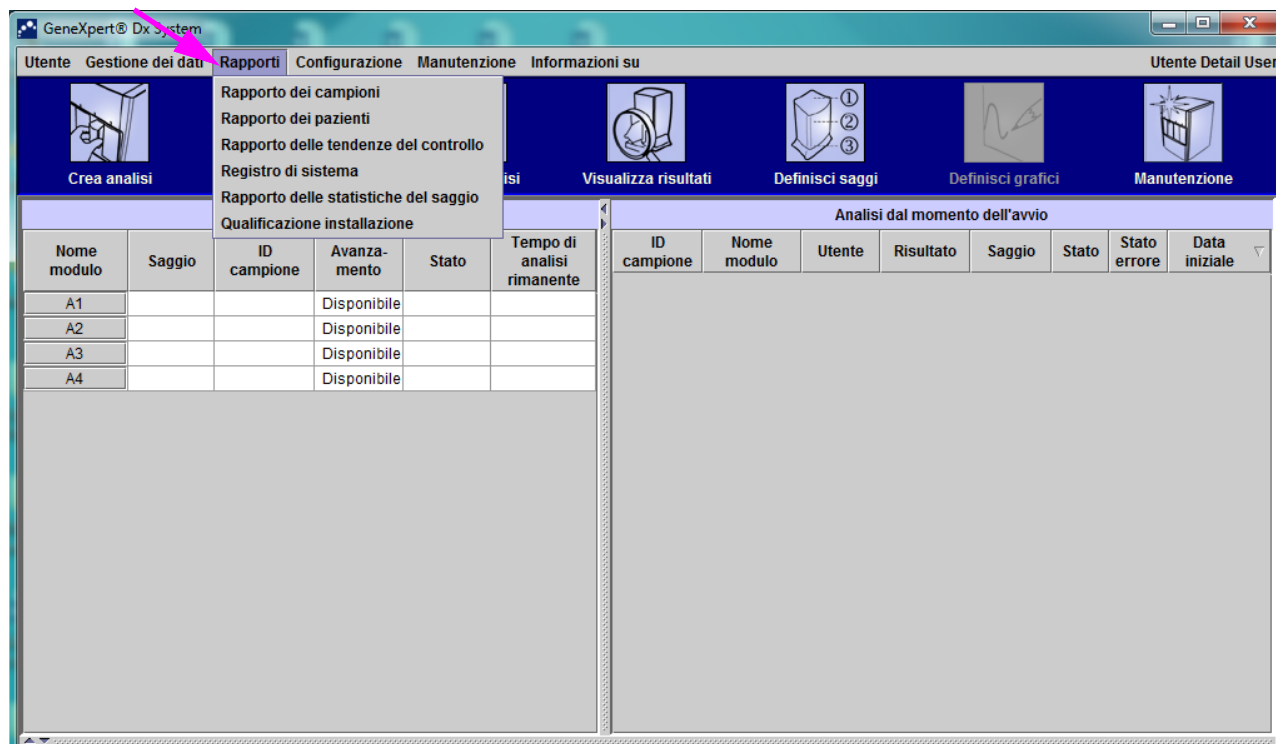 GeneXpert® Dx System
Utente Gestione dei dati Rapporti Configurazione Manutenzione Informazioni su Utente Detail User
Rapporto dei campioni
Rapporto dei pazienti
Rapporto delle tendenze del controllo
Registro di sistema
Rapporto delle statistiche del saggio
Qualificazione installazione
Crea analisi isi Visualizza risultati Definisci saggi Definisci grafici Manutenzione
1
2
3
Analisi dal momento dell'avvio
Nome modulo Saggio ID campione Avanza-mento Stato Tempo di analisi rimanente
ID campione Nome modulo Utente Risultato Saggio Stato Stato errore Data iniziale
A1 Disponibile
A2 Disponibile
A3 Disponibile
A4 Disponibile